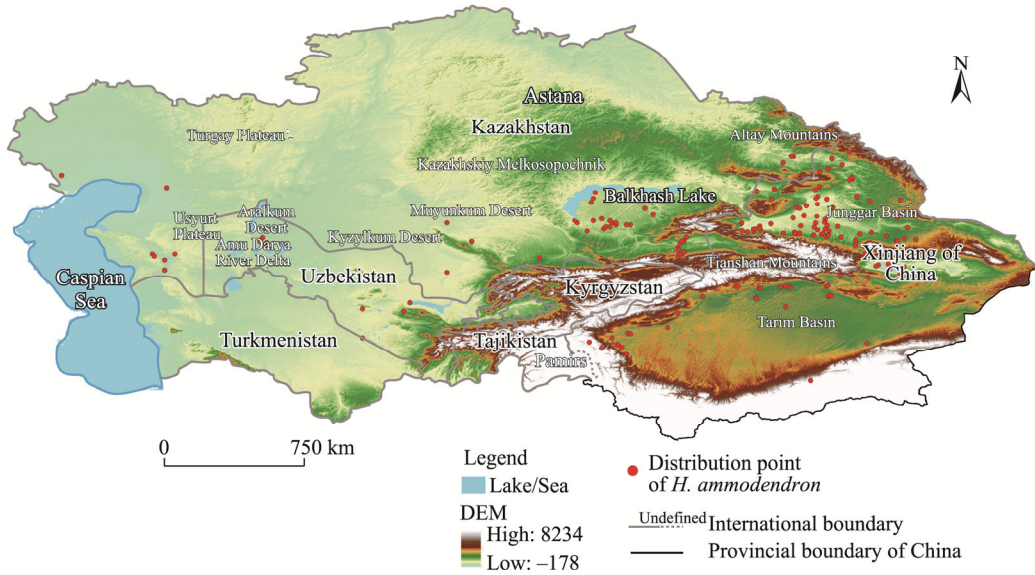 N
Astana
Kazakhstan
Turgay Plateau
Altay Mountains
Kazakhskiy Melkosopochnik
Balkhash Lake
Usyurt
Plateau
Aralkum
Desert
Muyunkum Desert
Junggar Basin
Amu Darya
River Delta
Kyzylkum Desert
Xinjiang of
China
Caspian
Sea
Uzbekistan
Tianshan Mountains
Kyrgyzstan
Turkmenistan
Tajikistan
Tarim Basin
Pamirs
0 750 km
Legend
Lake/Sea
DEM
High: 8234
Low: –178
Distribution point
of H. ammodendron
Undefined International boundary
Provincial boundary of China